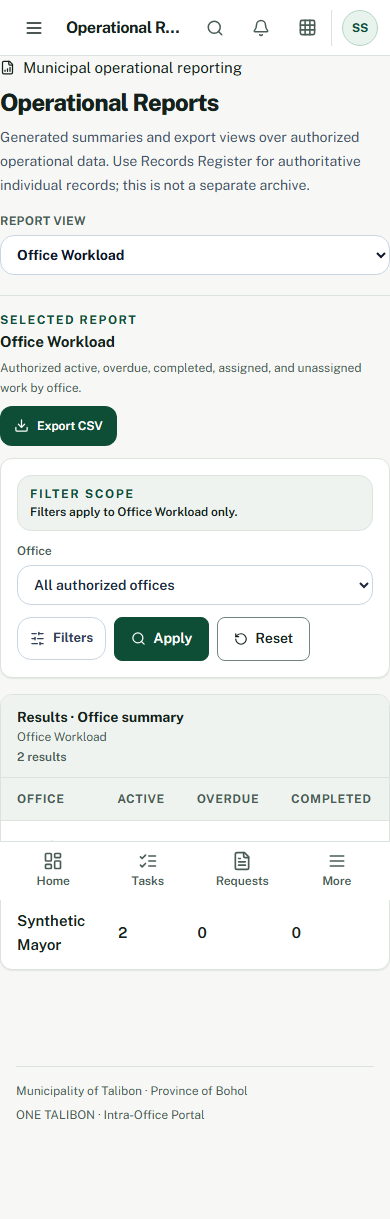 Operational R...
SS
Municipal operational reporting
Operational Reports
Generated summaries and export views over authorized
operational data. Use Records Register for authoritative
individual records; this is not a separate archive.
REPORT VIEW
Office Workload
SELECTED REPORT
Office Workload
Authorized active, overdue, completed, assigned, and unassigned
work by office.
Export CSV
FILTER SCOPE
Filters apply to Office Workload only.
Office
All authorized offices
Filters
Apply
Reset
Results · Office summary
Office Workload
2 results
OFFICE ACTIVE OVERDUE COMPLETED
Home Tasks Requests More
Synthetic
Mayor 2 0 0
Municipality of Talibon · Province of Bohol
ONE TALIBON · Intra-Office Portal